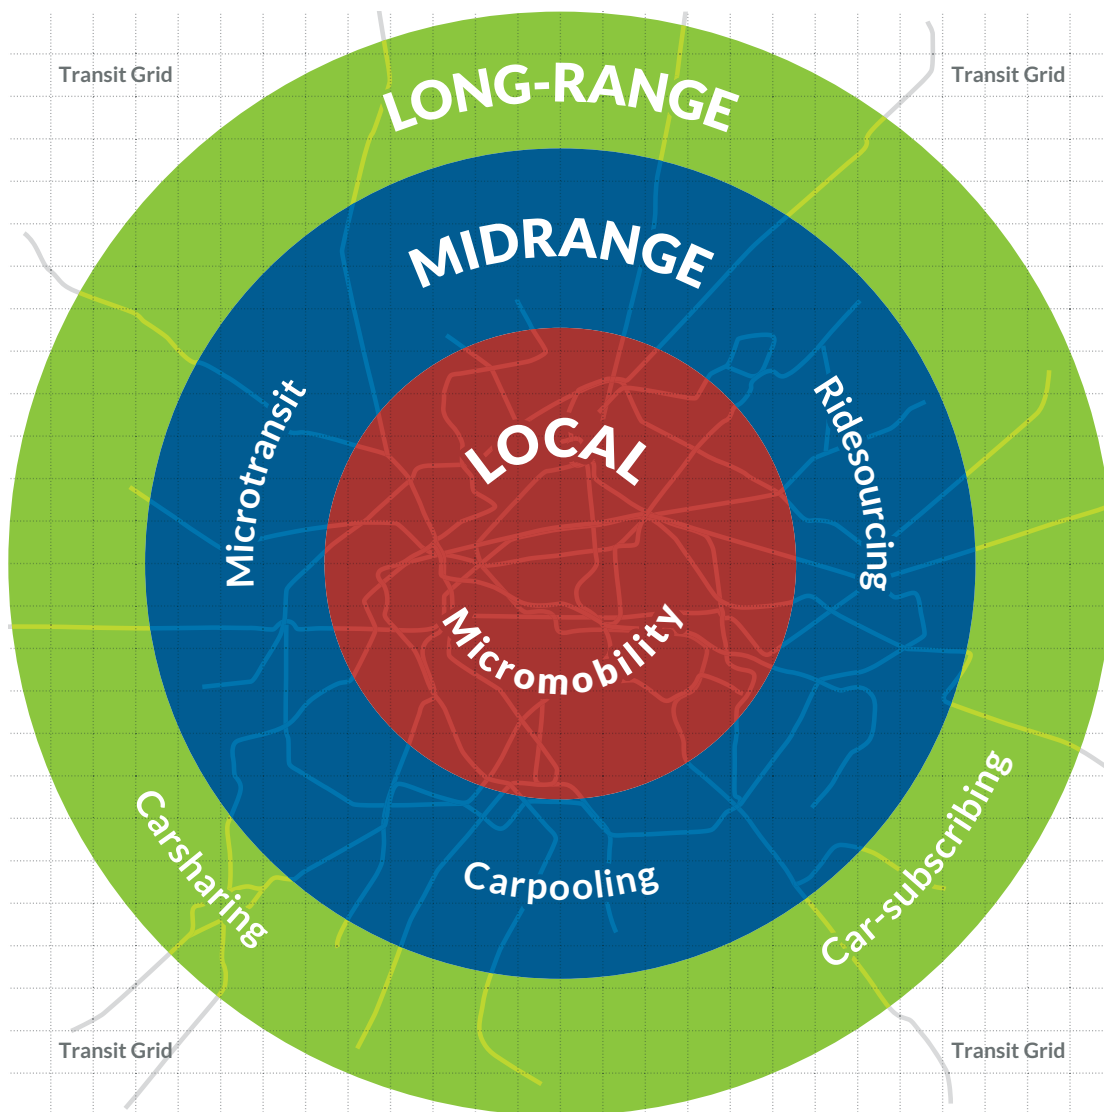 Transit Grid
Transit Grid
LONG-RANGE
MIDRANGE
LOCAL
Microtransit
Ridesourcing
Micromobility
Carpooling
Carsharing
Car-subscribing
Transit Grid
Transit Grid